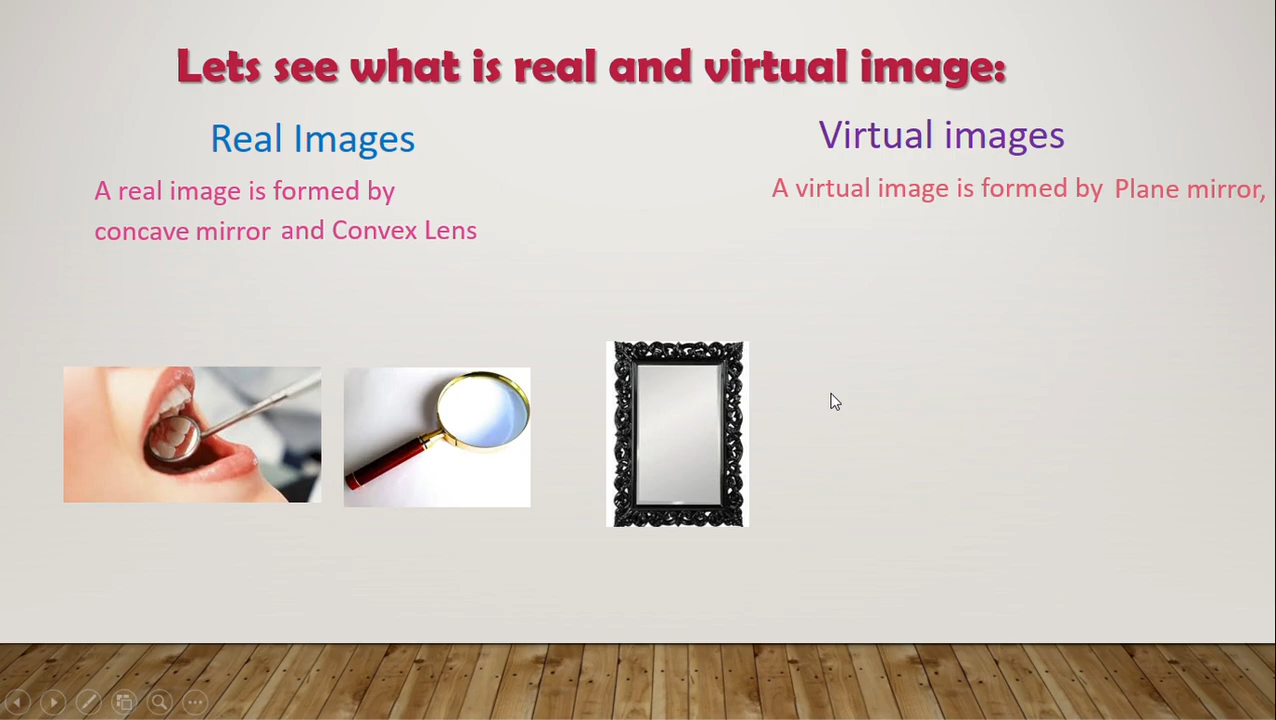 Lets see what is real and virtual image:
Real Images
A real image is formed by
concave mirror and Convex Lens
Virtual images
A virtual image is formed by Plane mirror,